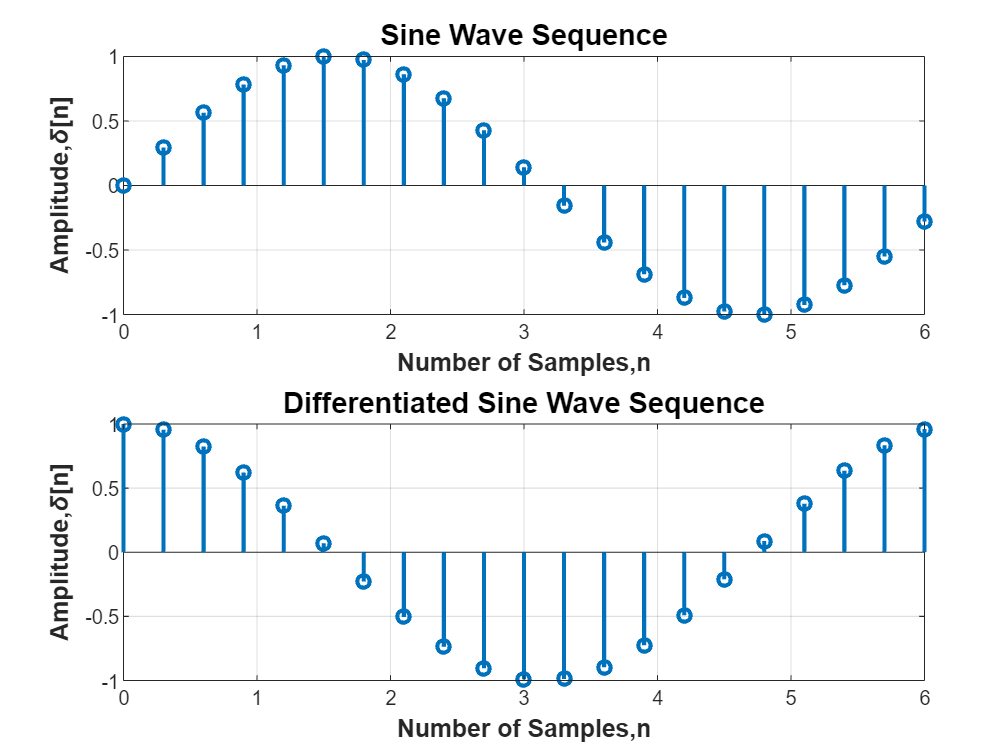 Sine Wave Sequence
1
0.5
0
-0.5
-1
Amplitude,δ[n]
0 1 2 3 4 5 6
Number of Samples,n
Differentiated Sine Wave Sequence
1
0.5
0
-0.5
-1
Amplitude,δ[n]
0 1 2 3 4 5 6
Number of Samples,n